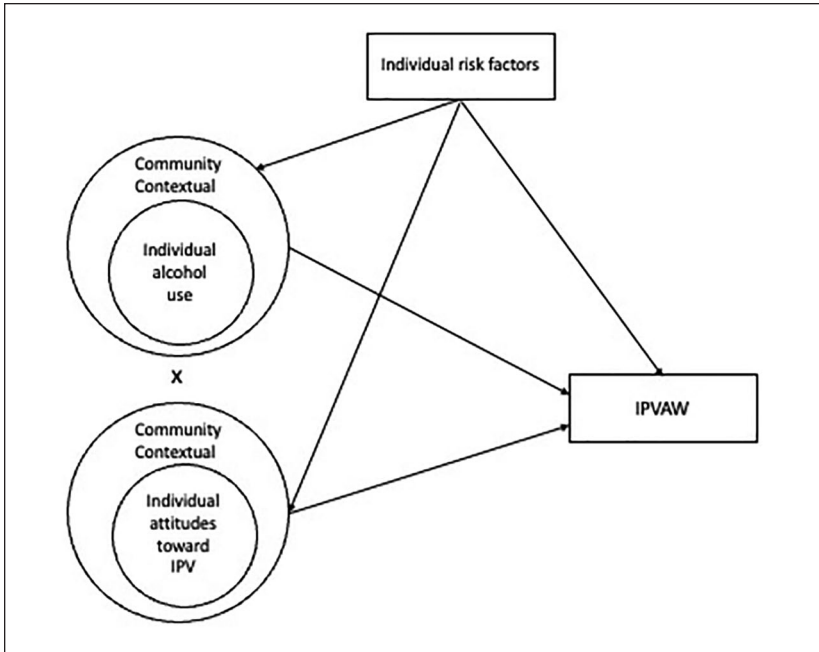 Individual risk factors
Community
Contextual
Individual
alcohol
use
X
Community
Contextual
Individual
attitudes
toward
IPV
IPVAW